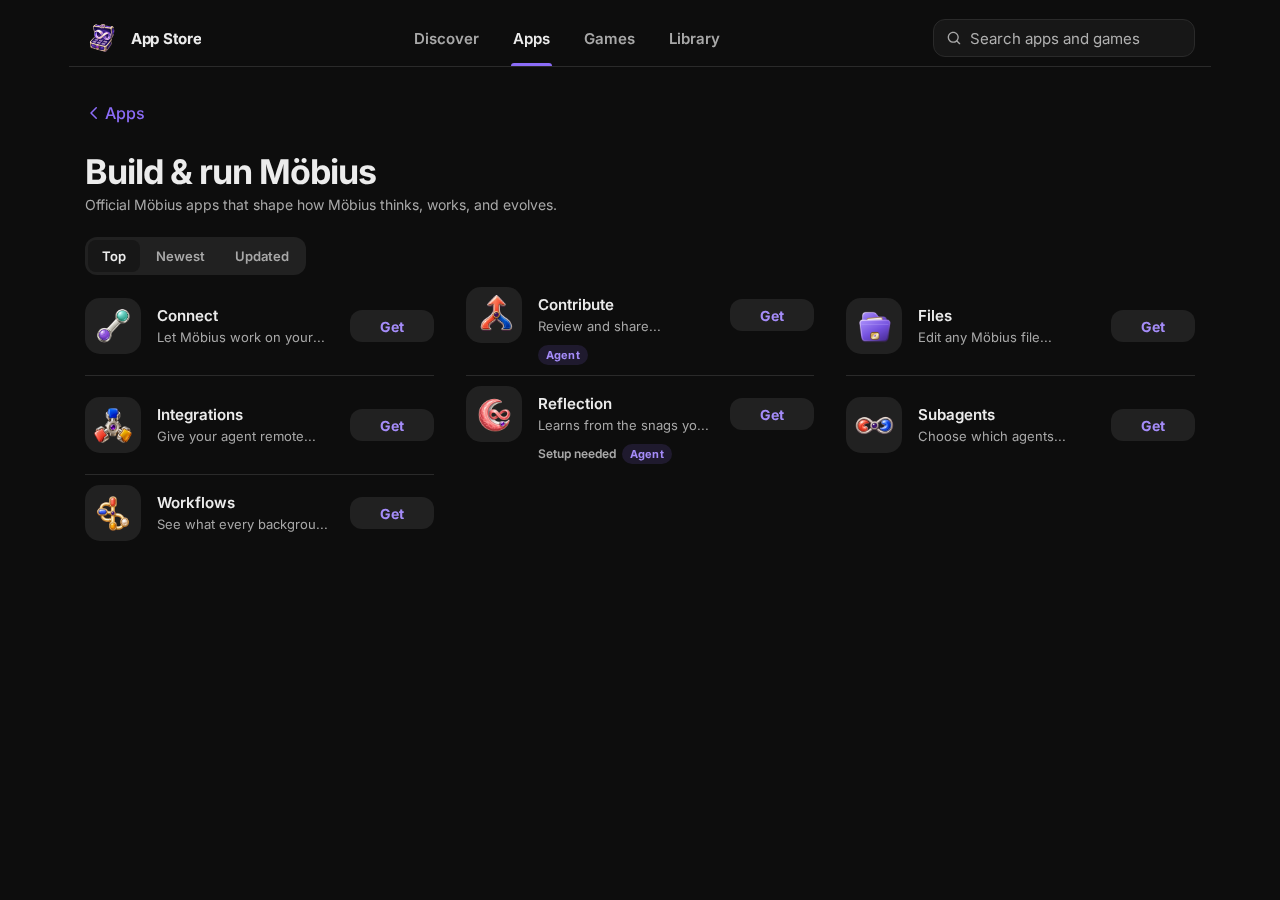 App Store
Discover
Apps
Games
Library
Search apps and games
Apps
Build & run Möbius
Official Möbius apps that shape how Möbius thinks, works, and evolves.
Top
Newest
Updated
Connect
Let Möbius work on your...
Get
Contribute
Review and share...
Agent
Get
Files
Edit any Möbius file...
Get
Integrations
Give your agent remote...
Get
Reflection
Learns from the snags yo...
Setup needed
Agent
Get
Subagents
Choose which agents...
Get
Workflows
See what every backgrou...
Get